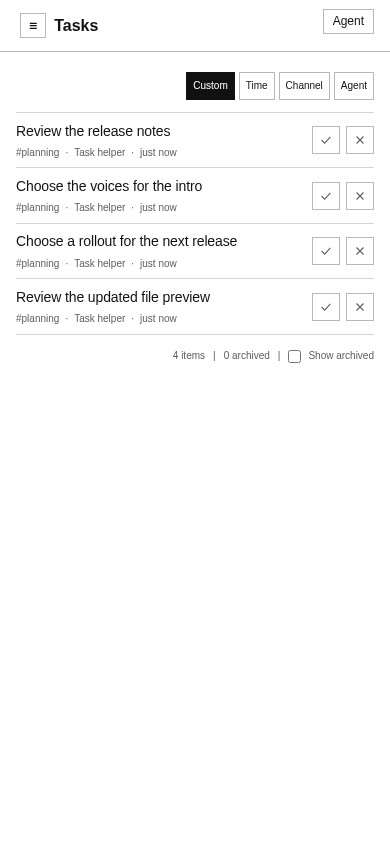 ≡ Tasks Agent
Custom Time Channel Agent
Review the release notes
#planning · Task helper · just now
Choose the voices for the intro
#planning · Task helper · just now
Choose a rollout for the next release
#planning · Task helper · just now
Review the updated file preview
#planning · Task helper · just now
4 items | 0 archived | Show archived